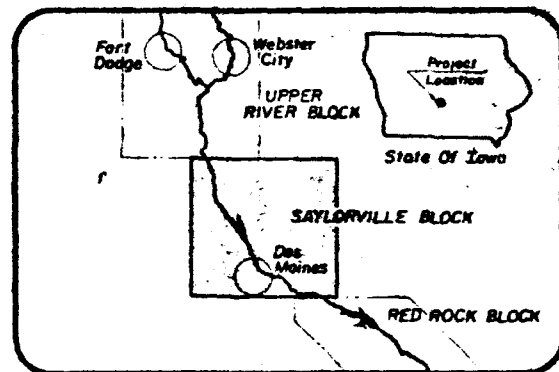 Fort
Dodge
Webster
City
UPPER
RIVER BLOCK
Project
Location
State Of Iowa
SAYLORVILLE BLOCK
Des
Moines
RED ROCK BLOCK